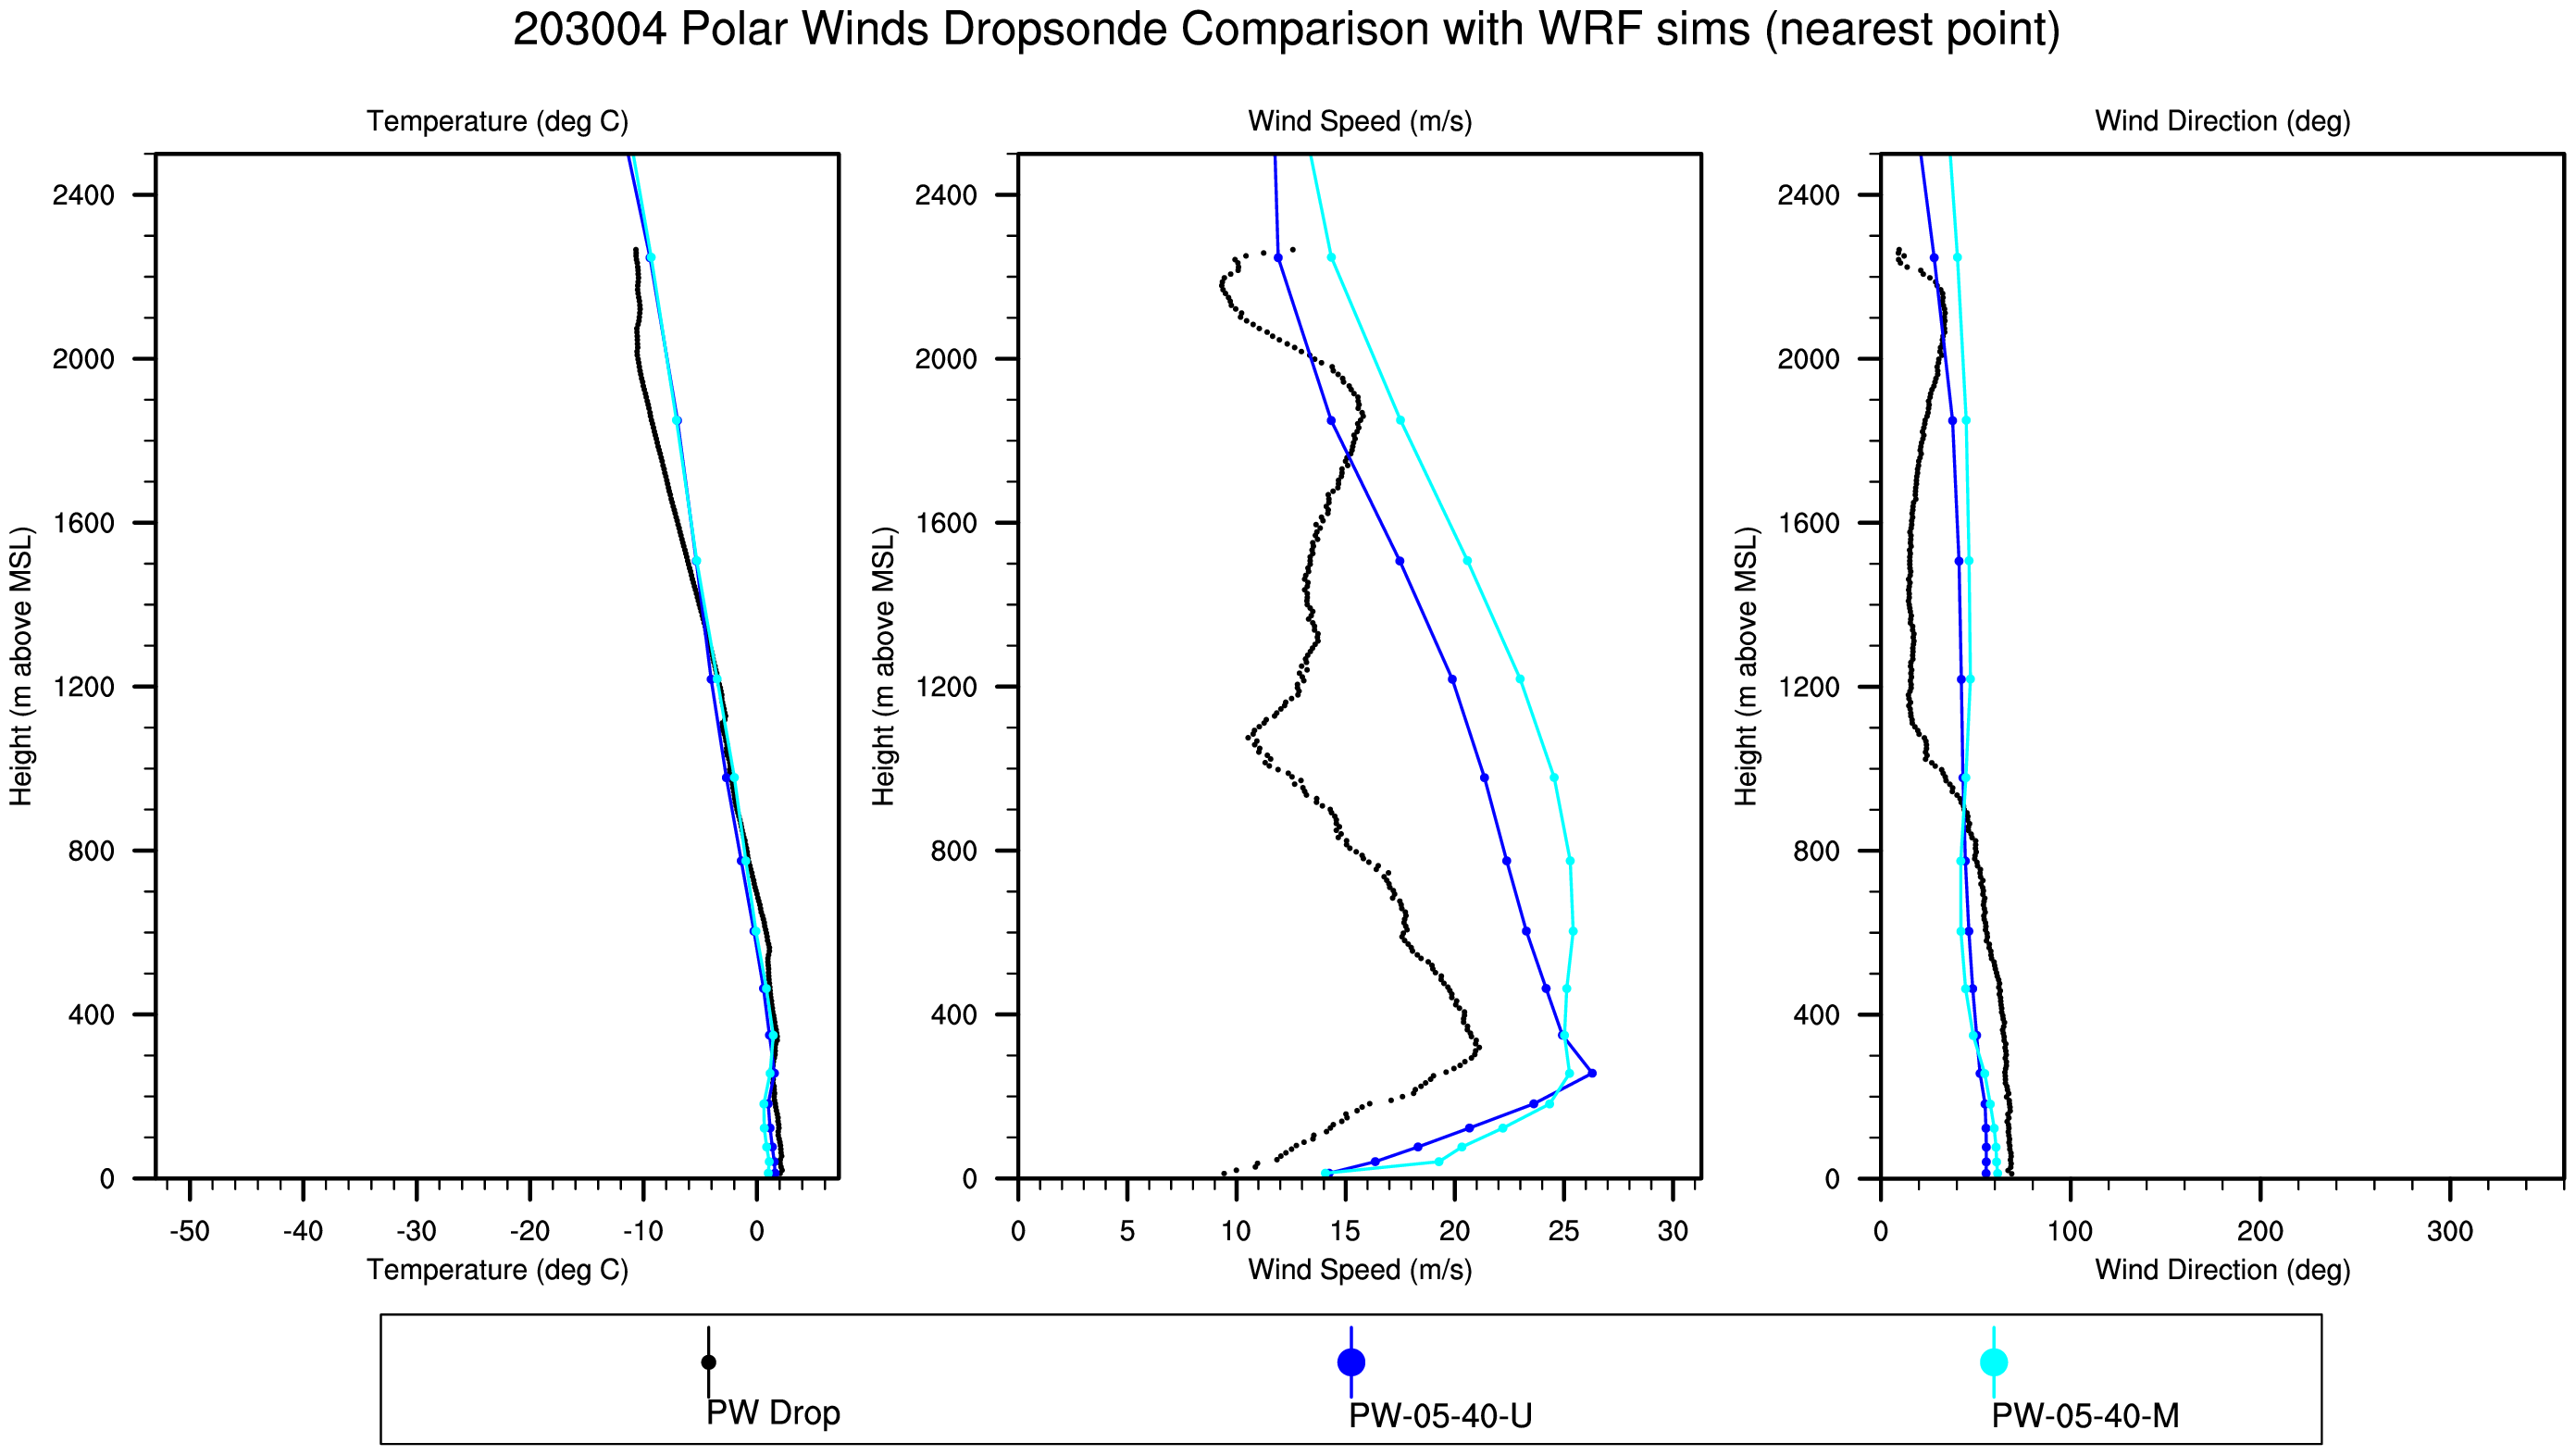 203004 Polar Winds Dropsonde Comparison with WRF sims (nearest point)
Temperature (deg C)
Wind Speed (m/s)
Wind Direction (deg)
Height (m above MSL)
2400
2000
1600
1200
800
400
0
-50 -40 -30 -20 -10 0
Temperature (deg C)
Height (m above MSL)
2400
2000
1600
1200
800
400
0
0 5 10 15 20 25 30
Wind Speed (m/s)
Height (m above MSL)
2400
2000
1600
1200
800
400
0
0 100 200 300
Wind Direction (deg)
PW Drop
PW-05-40-U
PW-05-40-M